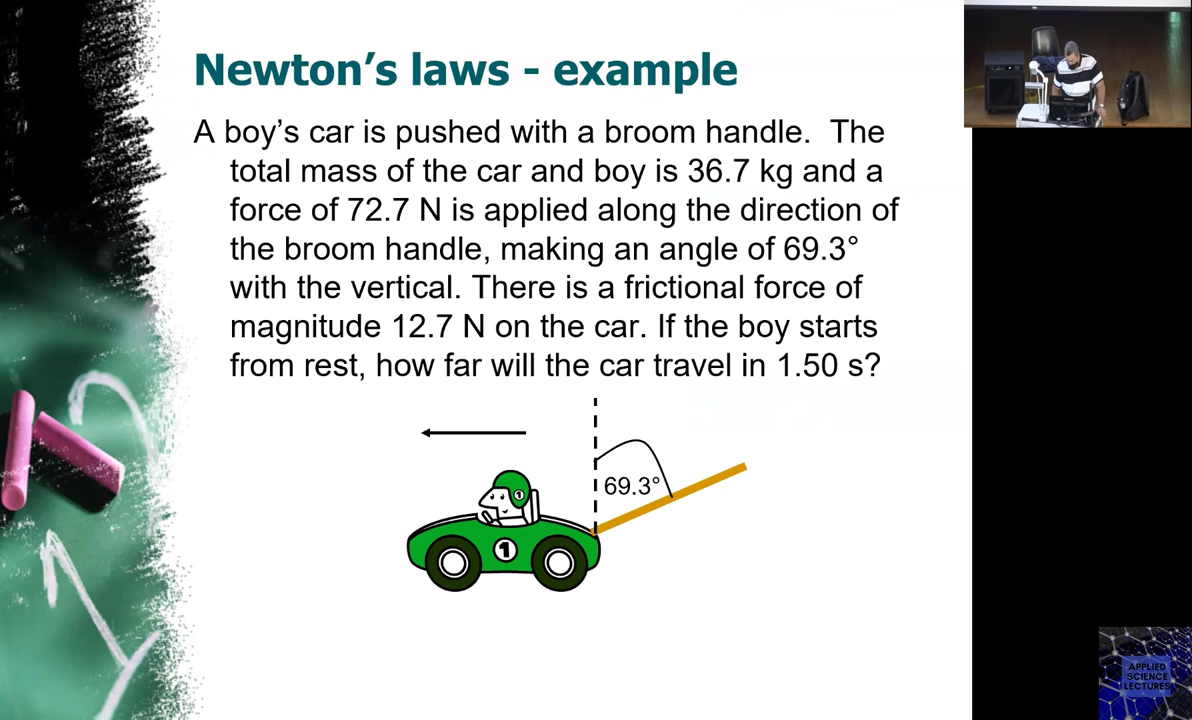 Newton’s laws - example
A boy’s car is pushed with a broom handle. The
total mass of the car and boy is 36.7 kg and a
force of 72.7 N is applied along the direction of
the broom handle, making an angle of 69.3°
with the vertical. There is a frictional force of
magnitude 12.7 N on the car. If the boy starts
from rest, how far will the car travel in 1.50 s?
69.3°
1
1
APPLIED
SCIENCE
LECTURES